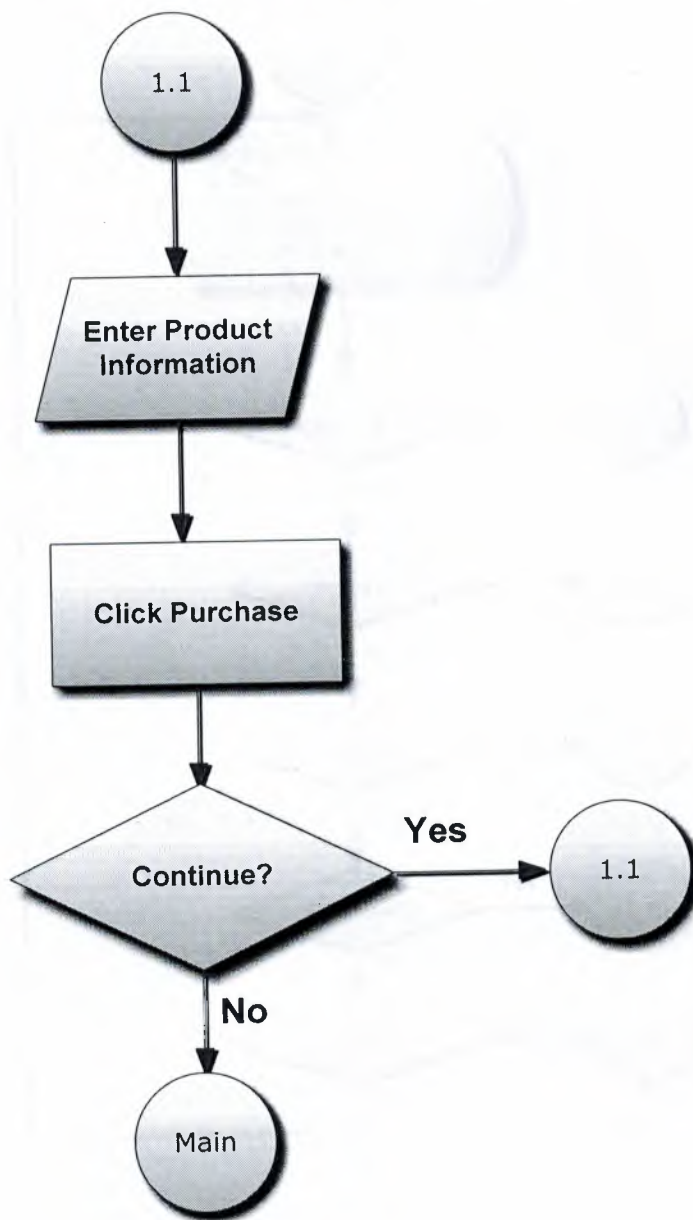 1.1
Enter Product
Information
Click Purchase
Continue?
Yes
1.1
No
Main